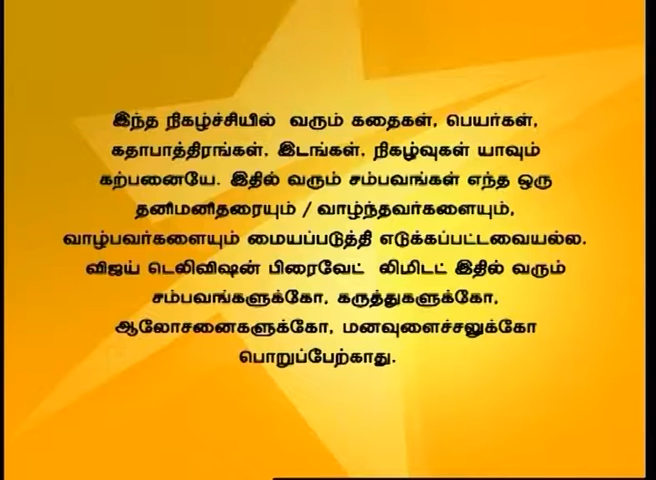 இந்த நிகழ்ச்சியில் வரும் கதைகள், பெயர்கள்,
கதாபாத்திரங்கள், இடங்கள், நிகழ்வுகள் யாவும்
கற்பனையே. இதில் வரும் சம்பவங்கள் எந்த ஒரு
தனிமனிதரையும் / வாழ்ந்தவர்களையும்,
வாழ்பவர்களையும் மையப்படுத்தி எடுக்கப்பட்டவையல்ல.
விஜய் டெலிவிஷன் பிரைவேட் லிமிடட் இதில் வரும்
சம்பவங்களுக்கோ, கருத்துகளுக்கோ,
ஆலோசனைகளுக்கோ, மனவுளைச்சலுக்கோ
பொறுப்பேற்காது.